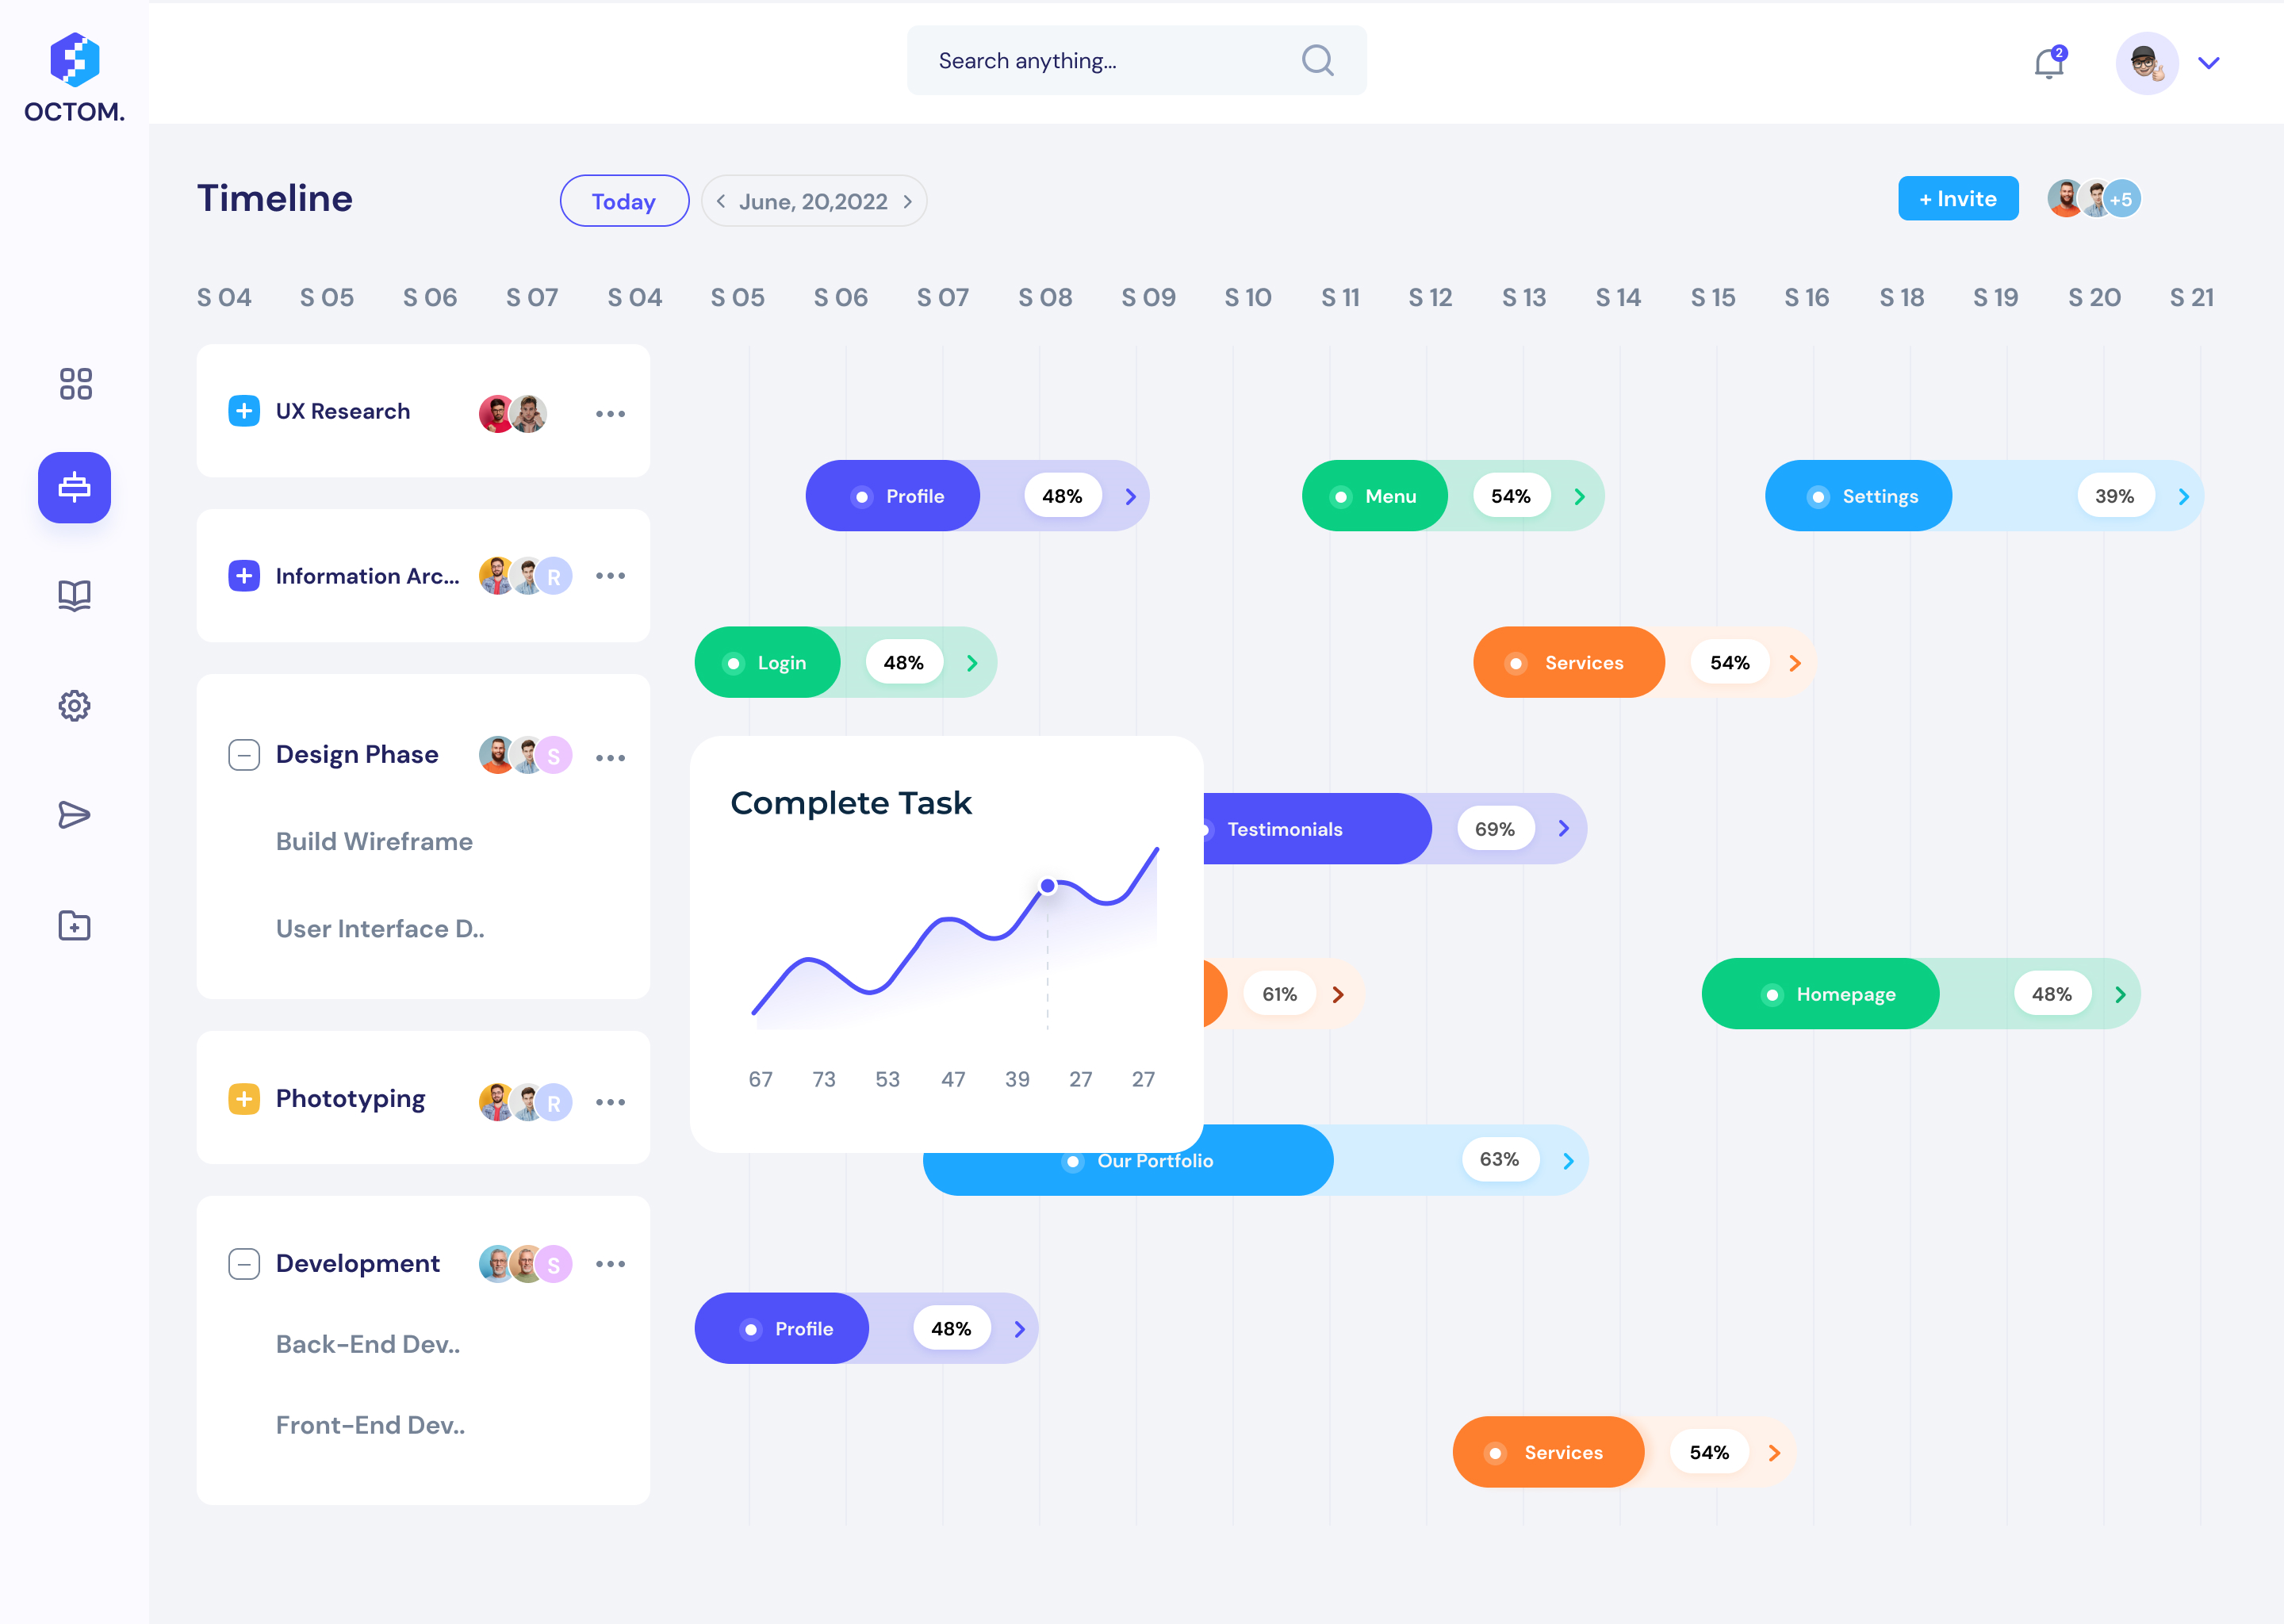 OCTOM.
Search anything...
2
Timeline
Today
June, 20,2022
+ Invite
+5
S 04 S 05 S 06 S 07 S 04 S 05 S 06 S 07 S 08 S 09 S 10 S 11 S 12 S 13 S 14 S 15 S 16 S 18 S 19 S 20 S 21
UX Research
Profile 48%
Menu 54%
Settings 39%
Information Arc... R
Login 48%
Services 54%
Design Phase S
Build Wireframe
User Interface D..
Complete Task
67 73 53 47 39 27 27
Testimonials 69%
61%
Homepage 48%
Phototyping R
Our Portfolio 63%
Development S
Back-End Dev..
Front-End Dev..
Profile 48%
Services 54%